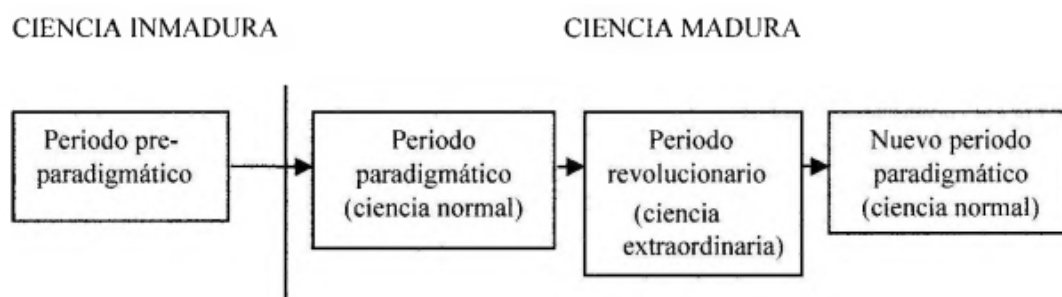 CIENCIA INMADURA
CIENCIA MADURA
Periodo pre-
paradigmático
Periodo
paradigmático
(ciencia normal)
Periodo
revolucionario
(ciencia
extraordinaria)
Nuevo periodo
paradigmático
(ciencia normal)